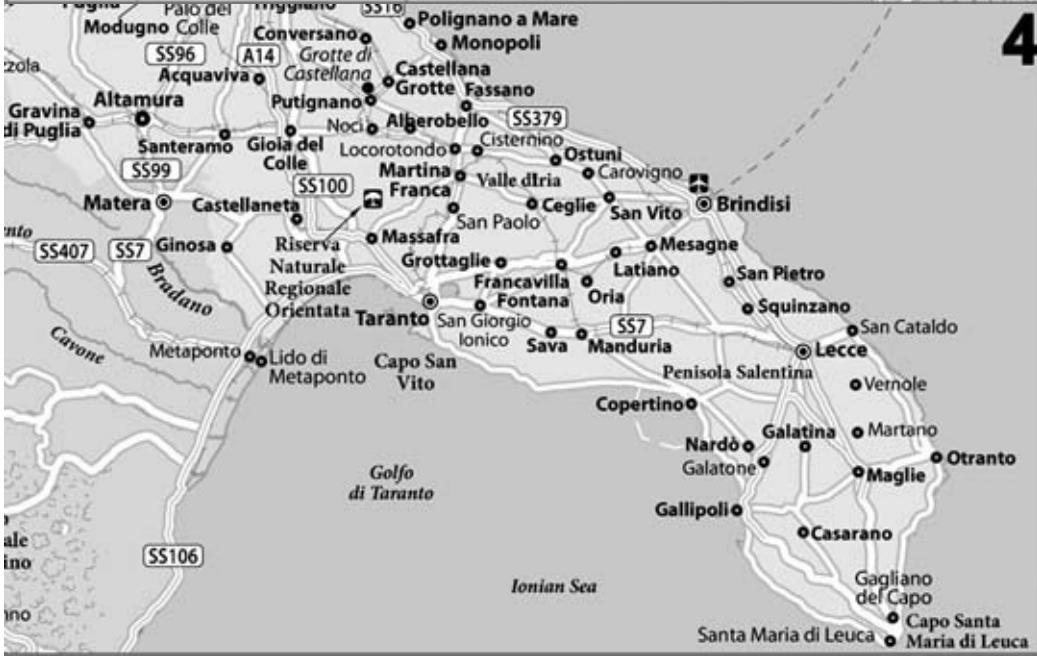 SS16
Polignano a Mare
Palo del
Colle
Triggiano
Modugno
Conversano
Monopoli
4
SS96
A14
Grotte di
Castellana
Acquaviva
Castellana
Grotte
Altamura
Putignano
Fassano
Gravina
di Puglia
Noci
Alberobello
SS379
Santeramo
Gioia del
Colle
Locorotondo
Cisternino
Ostuni
SS99
Martina
Franca
Valle dIria
Carovigno
SS100
Matera
Castellaneta
San Paolo
Ceglie
San Vito
Brindisi
SS407
SS7
Ginosa
Riserva
Naturale
Regionale
Orientata
Massafra
Mesagne
Grottaglie
Latiano
Francavilla
Fontana
Oria
San Pietro
Bradano
Taranto
San Giorgio
Ionico
Squinzano
SS7
San Cataldo
Cavone
Sava
Manduria
Metaponto
Lido di
Metaponto
Capo San
Vito
Lecce
Penisola Salentina
Vernole
Copertino
Nardò
Galatina
Martano
Galatone
Otranto
Golfo
di Taranto
Maglie
Gallipoli
Casarano
SS106
Ionian Sea
Gagliano
del Capo
Capo Santa
Maria di Leuca
Santa Maria di Leuca